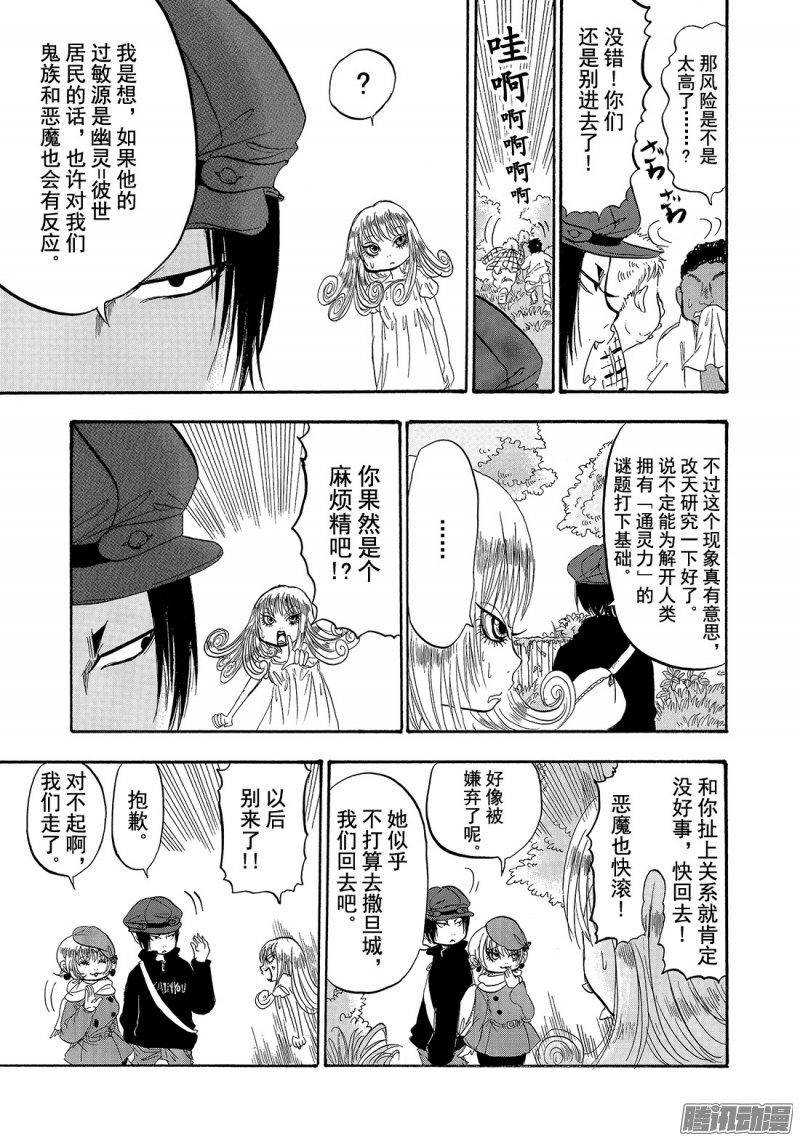 那风险是不是
太高了……?
ざわ
ざわ
没错！你们
还是别进去了！
哇啊啊啊啊啊
?
我是想，如果他的
过敏源是幽灵=彼世
居民的话，也许对我们
鬼族和恶魔也会有反应。
不过这个现象真有意思，
改天研究一下好了。
说不定能为解开人类
拥有「通灵力」的
谜题打下基础。
……
你果然是个
麻烦精吧!?
和你扯上关系就肯定
没好事，快回去！
恶魔也快滚！
好像被
嫌弃了呢。
她似乎
不打算去撒旦城，
我们回去吧。
以后
别来了!!
抱歉。
对不起啊，
我们走了。
腾讯动漫